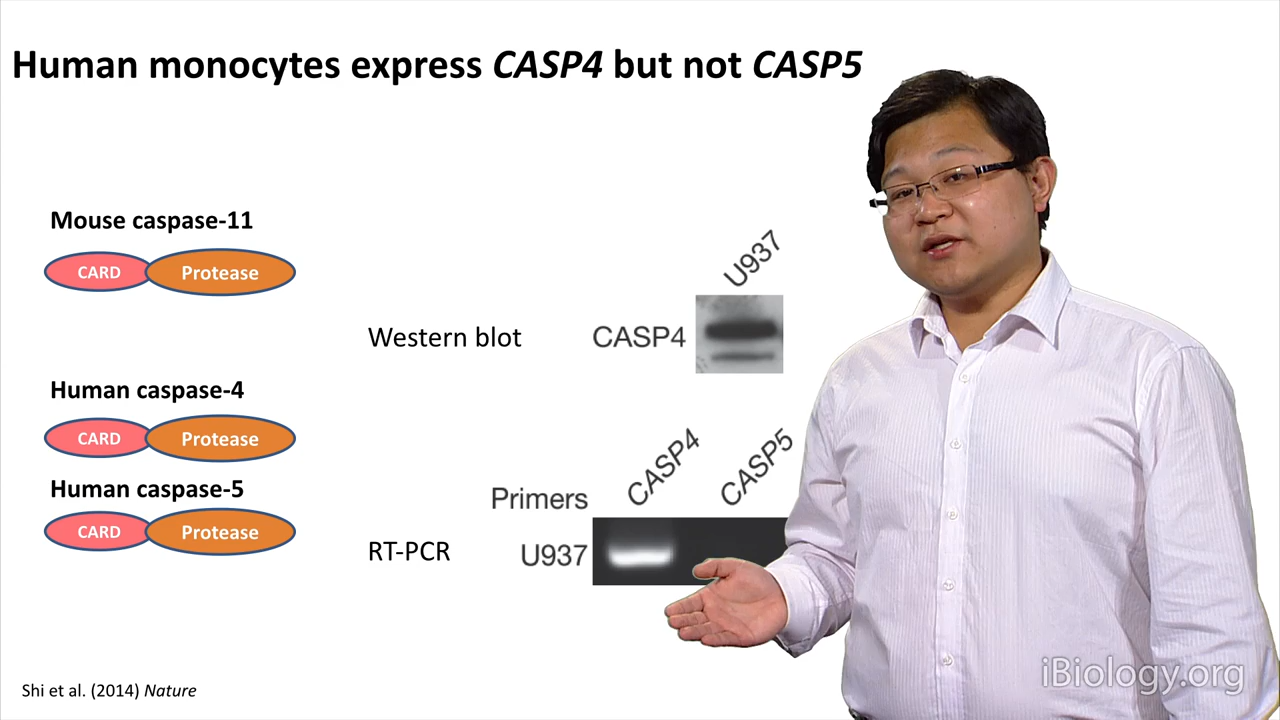 Human monocytes express CASP4 but not CASP5
Mouse caspase-11
CARD
Protease
U937
Western blot
CASP4
Human caspase-4
CARD
Protease
Human caspase-5
CARD
Protease
CASP4
CASP5
Primers
RT-PCR
U937
Shi et al. (2014) Nature
iBiology.org